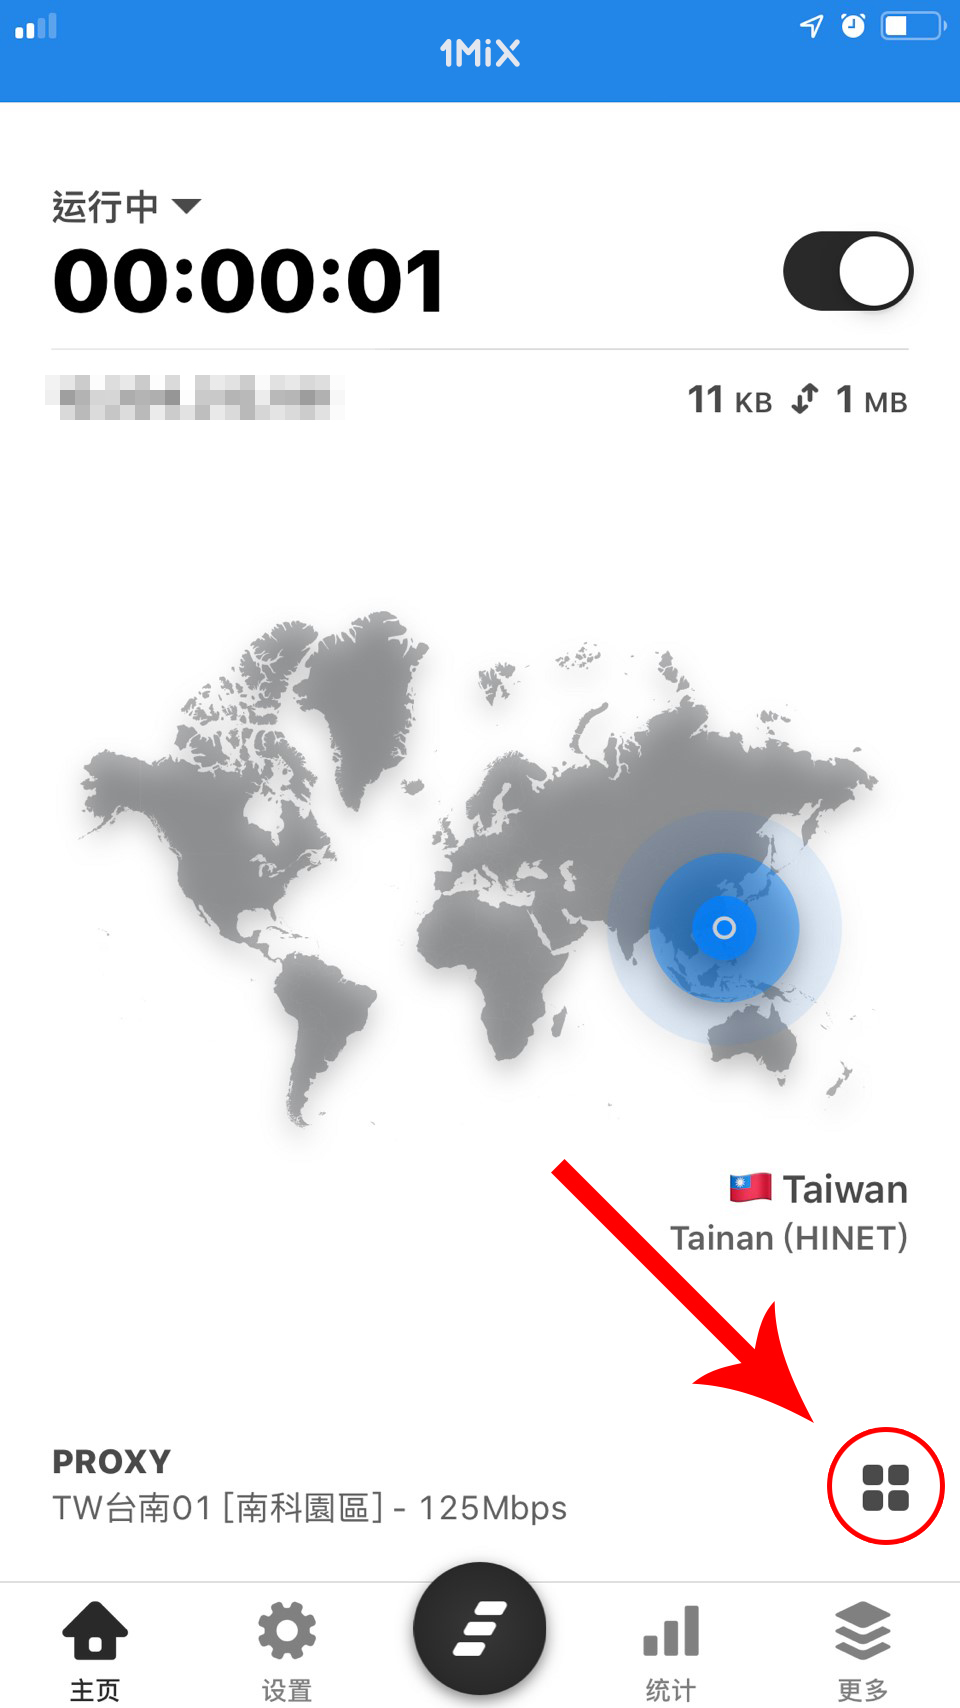 1MiX
运行中
00:00:01
11 KB 1 MB
Taiwan
Tainan (HINET)
PROXY
TW台南01 [南科園區] - 125Mbps
主页 设置 统计 更多